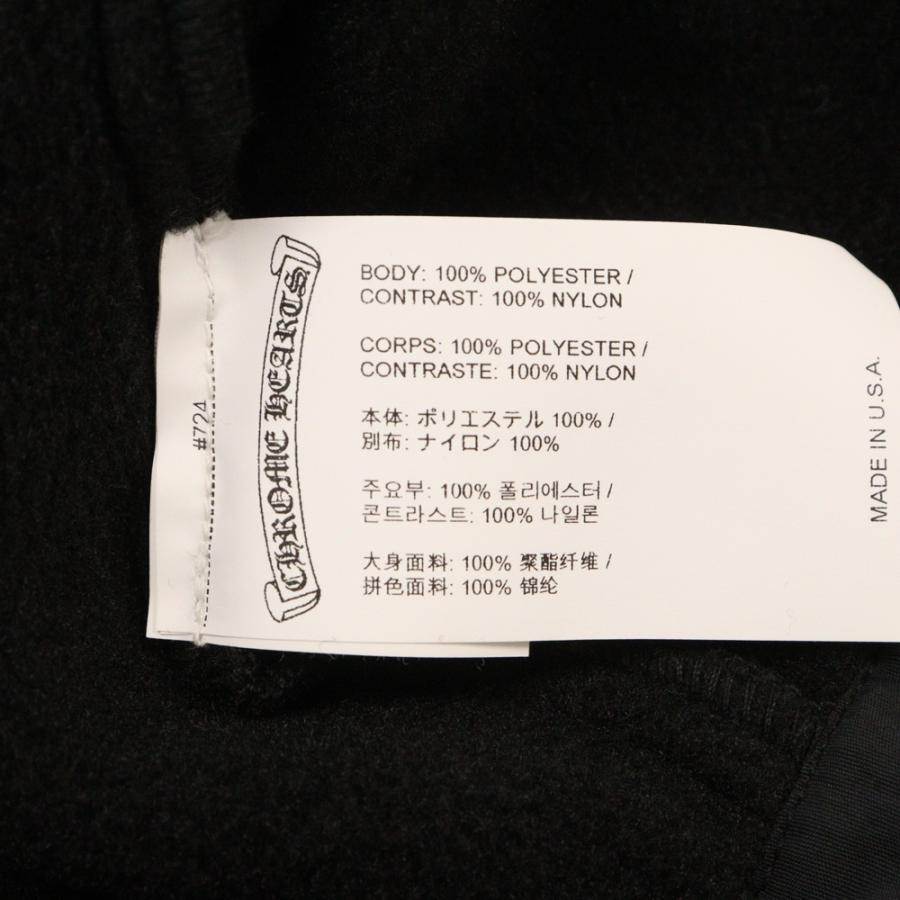 #724
CHROME HEARTS
BODY: 100% POLYESTER /
CONTRAST: 100% NYLON
CORPS: 100% POLYESTER /
CONTRASTE: 100% NYLON
本体: ポリエステル 100% /
別布: ナイロン 100%
주요부: 100% 폴리에스터 /
콘트라스트: 100% 나일론
大身面料: 100% 聚酯纤维 /
拼色面料: 100% 锦纶
MADE IN U.S.A.